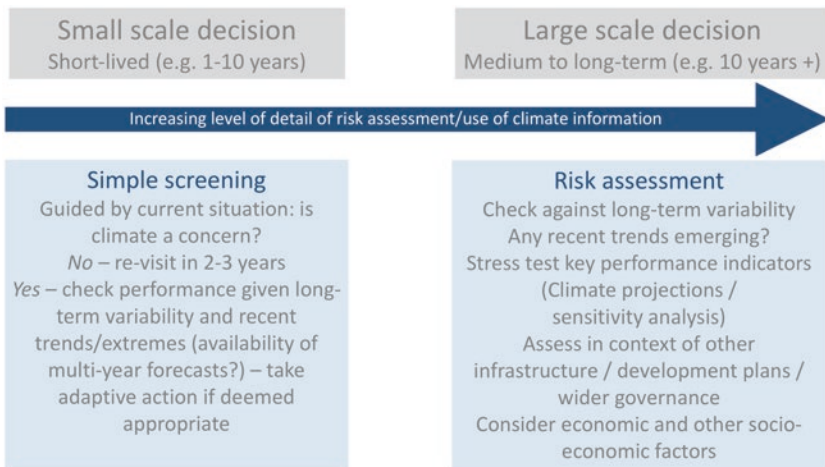 Small scale decision
Short-lived (e.g. 1-10 years)
Large scale decision
Medium to long-term (e.g. 10 years +)
Increasing level of detail of risk assessment/use of climate information
Simple screening
Guided by current situation: is
climate a concern?
No – re-visit in 2-3 years
Yes – check performance given long-
term variability and recent
trends/extremes (availability of
multi-year forecasts?) – take
adaptive action if deemed
appropriate
Risk assessment
Check against long-term variability
Any recent trends emerging?
Stress test key performance indicators
(Climate projections /
sensitivity analysis)
Assess in context of other
infrastructure / development plans /
wider governance
Consider economic and other socio-
economic factors